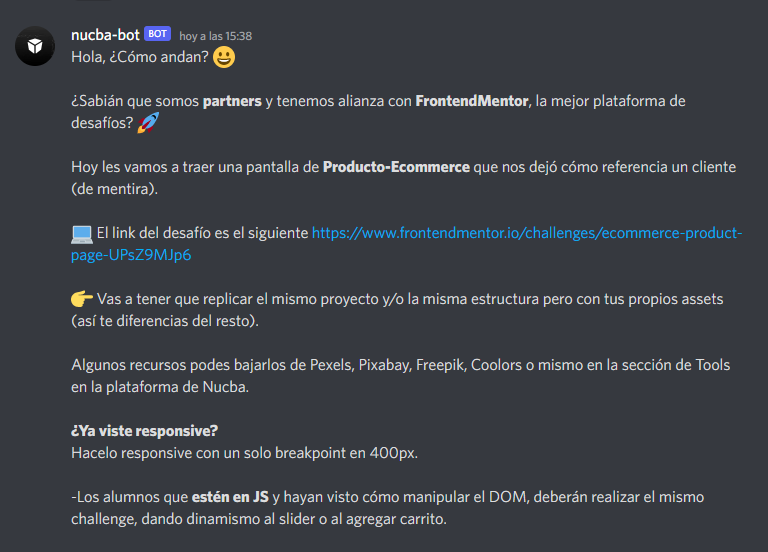 nucba-bot BOT hoy a las 15:38
Hola, ¿Cómo andan? 😀
¿Sabián que somos partners y tenemos alianza con FrontendMentor, la mejor plataforma de
desafíos? 🚀
Hoy les vamos a traer una pantalla de Producto-Ecommerce que nos dejó cómo referencia un cliente
(de mentira).
💻 El link del desafío es el siguiente https://www.frontendmentor.io/challenges/ecommerce-product-
page-UPsZ9MJp6
👉 Vas a tener que replicar el mismo proyecto y/o la misma estructura pero con tus propios assets
(así te diferencias del resto).
Algunos recursos podes bajarlos de Pexels, Pixabay, Freepik, Coolors o mismo en la sección de Tools
en la plataforma de Nucba.
¿Ya viste responsive?
Hacelo responsive con un solo breakpoint en 400px.
-Los alumnos que estén en JS y hayan visto cómo manipular el DOM, deberán realizar el mismo
challenge, dando dinamismo al slider o al agregar carrito.